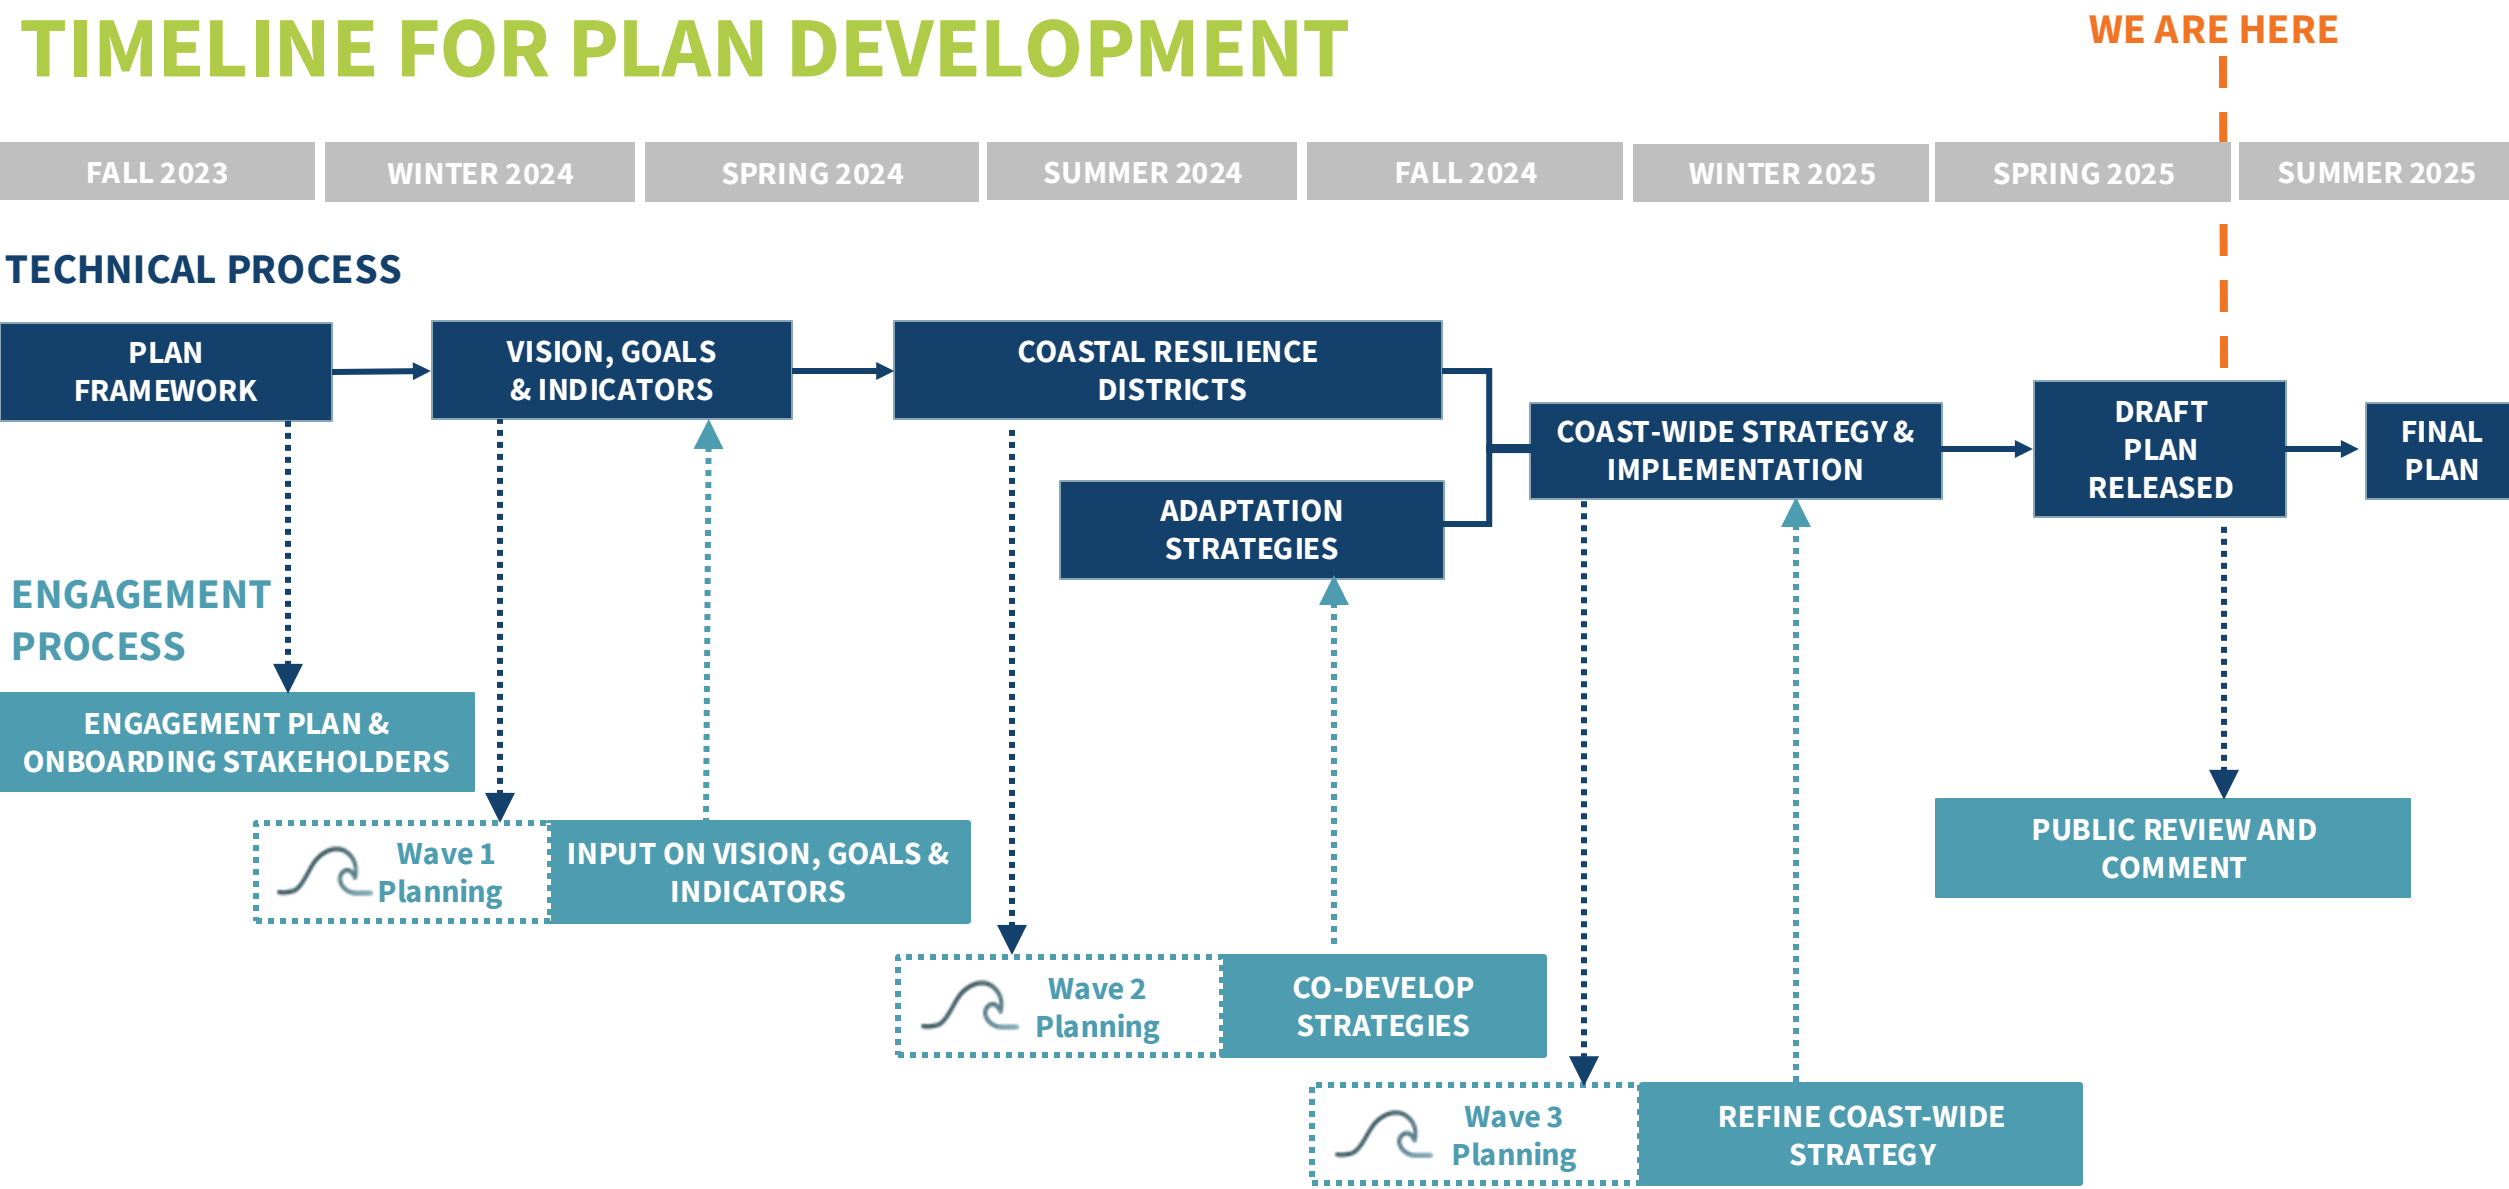 TIMELINE FOR PLAN DEVELOPMENT
WE ARE HERE
FALL 2023
WINTER 2024
SPRING 2024
SUMMER 2024
FALL 2024
WINTER 2025
SPRING 2025
SUMMER 2025
TECHNICAL PROCESS
PLAN
FRAMEWORK
VISION, GOALS
& INDICATORS
COASTAL RESILIENCE
DISTRICTS
ADAPTATION
STRATEGIES
COAST-WIDE STRATEGY &
IMPLEMENTATION
DRAFT
PLAN
RELEASED
FINAL
PLAN
ENGAGEMENT
PROCESS
ENGAGEMENT PLAN &
ONBOARDING STAKEHOLDERS
Wave 1
Planning
INPUT ON VISION, GOALS &
INDICATORS
Wave 2
Planning
CO-DEVELOP
STRATEGIES
Wave 3
Planning
REFINE COAST-WIDE
STRATEGY
PUBLIC REVIEW AND
COMMENT